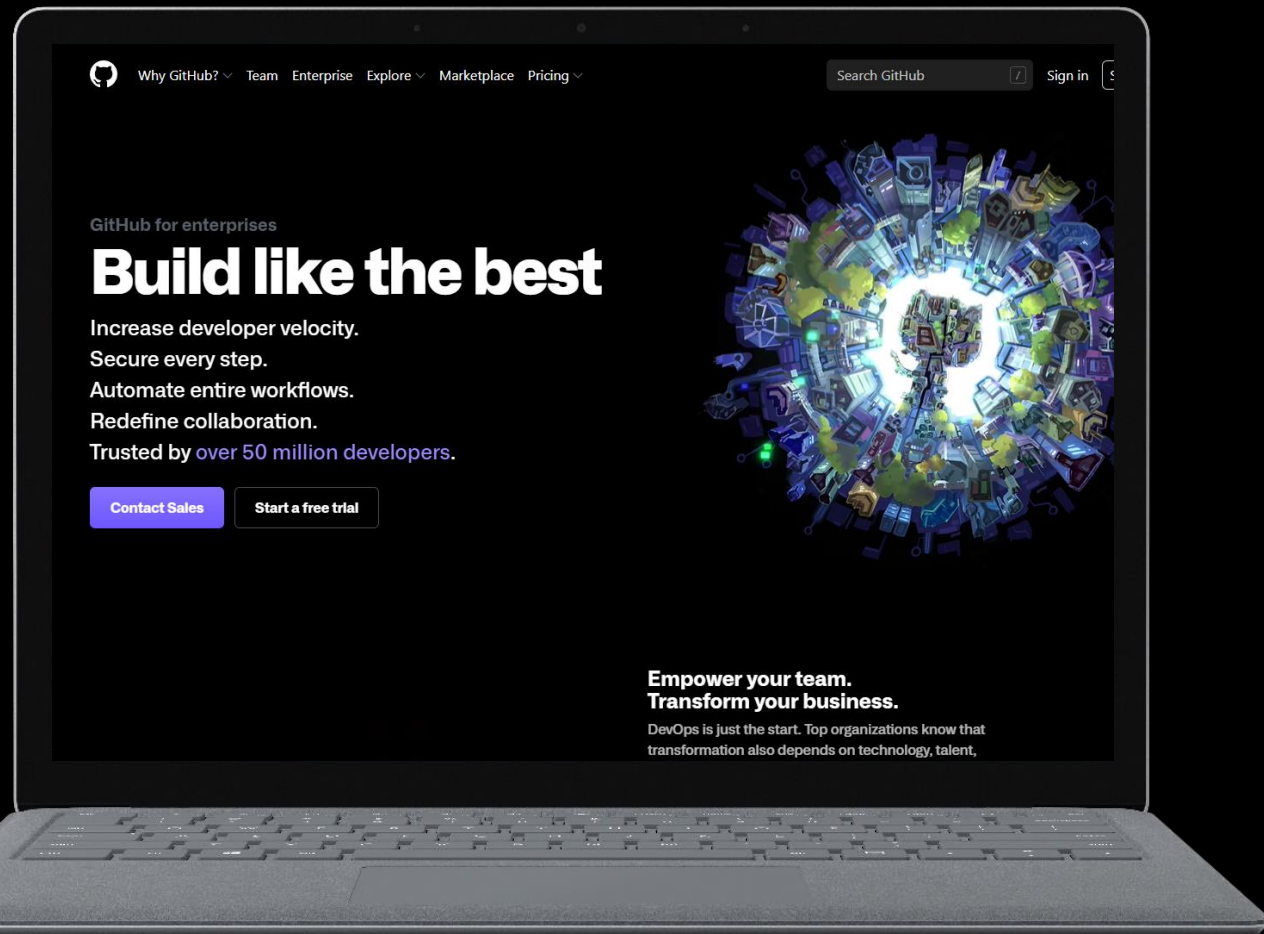 Why GitHub? Team Enterprise Explore Marketplace Pricing
Search GitHub / Sign in
GitHub for enterprises
Build like the best
Increase developer velocity.
Secure every step.
Automate entire workflows.
Redefine collaboration.
Trusted by over 50 million developers.
Contact Sales Start a free trial
Empower your team.
Transform your business.
DevOps is just the start. Top organizations know that
transformation also depends on technology, talent,